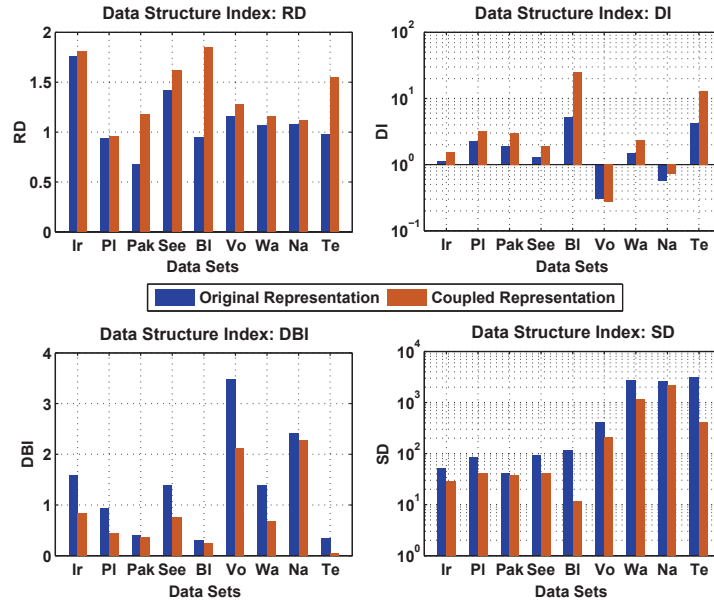 Data Structure Index: RD
2
1.5
1
0.5
0
RD
Ir Pl Pak See Bl Vo Wa Na Te
Data Sets
Data Structure Index: DI
10^2
10^1
10^0
10^−1
DI
Ir Pl Pak See Bl Vo Wa Na Te
Data Sets
Original Representation Coupled Representation
Data Structure Index: DBI
4
3
2
1
0
DBI
Ir Pl Pak See Bl Vo Wa Na Te
Data Sets
Data Structure Index: SD
10^4
10^3
10^2
10^1
10^0
SD
Ir Pl Pak See Bl Vo Wa Na Te
Data Sets